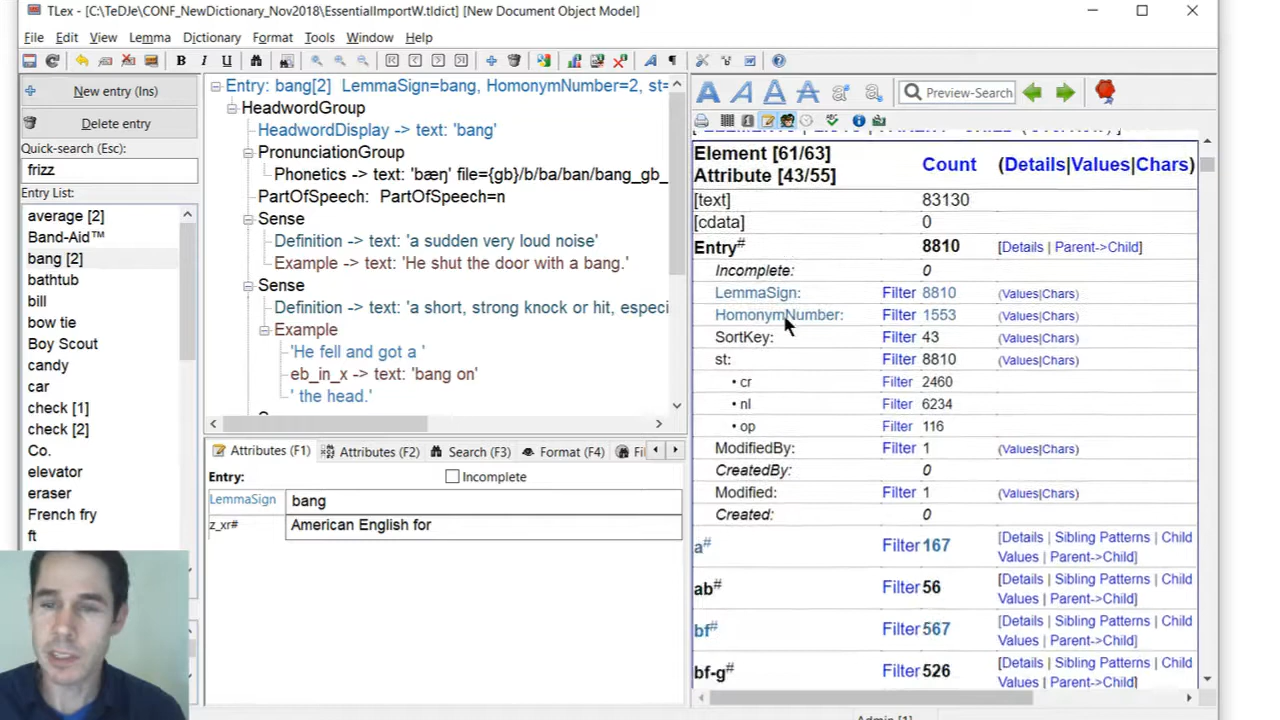 TLex - [C:\TeDJe\CONF_NewDictionary_Nov2018\EssentialImportW.tldict] [New Document Object Model]
File Edit View Lemma Dictionary Format Tools Window Help
B I U
New entry (Ins)
Delete entry
Quick-search (Esc):
frizz
Entry List:
average [2]
Band-Aid™
bang [2]
bathtub
bill
bow tie
Boy Scout
candy
car
check [1]
check [2]
Co.
elevator
eraser
French fry
ft
Entry: bang[2] LemmaSign=bang, HomonymNumber=2, st=
HeadwordGroup
HeadwordDisplay -> text: 'bang'
PronunciationGroup
Phonetics -> text: 'bæŋ' file={gb}/b/ba/ban/bang_gb_
PartOfSpeech: PartOfSpeech=n
Sense
Definition -> text: 'a sudden very loud noise'
Example -> text: 'He shut the door with a bang.'
Sense
Definition -> text: 'a short, strong knock or hit, especi
Example
'He fell and got a '
eb_in_x -> text: 'bang on'
' the head.'
Attributes (F1) Attributes (F2) Search (F3) Format (F4) Fi
Entry: Incomplete
LemmaSign bang
z_xr# American English for
A A A A a a Preview-Search
Element [61/63]
Attribute [43/55] Count (Details|Values|Chars)
[text] 83130
[cdata] 0
Entry# 8810 [Details | Parent->Child]
Incomplete: 0
LemmaSign: Filter 8810 (Values|Chars)
HomonymNumber: Filter 1553 (Values|Chars)
SortKey: Filter 43 (Values|Chars)
st: Filter 8810 (Values|Chars)
• cr Filter 2460
• nl Filter 6234
• op Filter 116
ModifiedBy: Filter 1 (Values|Chars)
CreatedBy: 0
Modified: Filter 1 (Values|Chars)
Created: 0
a# Filter 167 [Details | Sibling Patterns | Child
Values | Parent->Child]
ab# Filter 56 [Details | Sibling Patterns | Child
Values | Parent->Child]
bf# Filter 567 [Details | Sibling Patterns | Child
Values | Parent->Child]
bf-g# Filter 526 [Details | Sibling Patterns | Child
Values | Parent->Child]